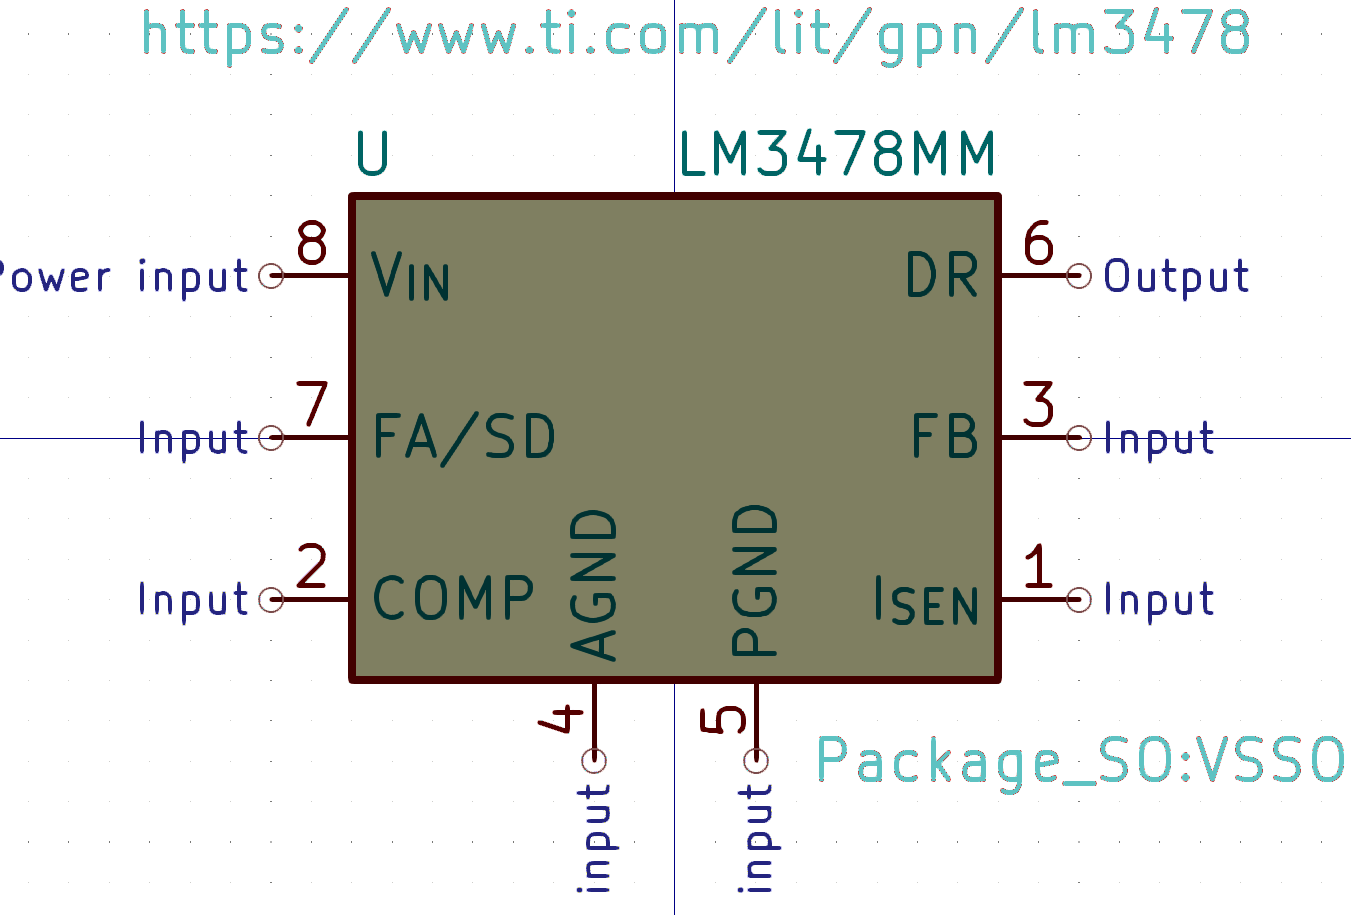 https://www.ti.com/lit/gpn/lm3478
U LM3478MM
8 6
Power input VIN DR Output
7 3
Input FA/SD FB Input
2 1
Input COMP AGND PGND ISEN Input
4 5
Package_SO:VSSO
input input